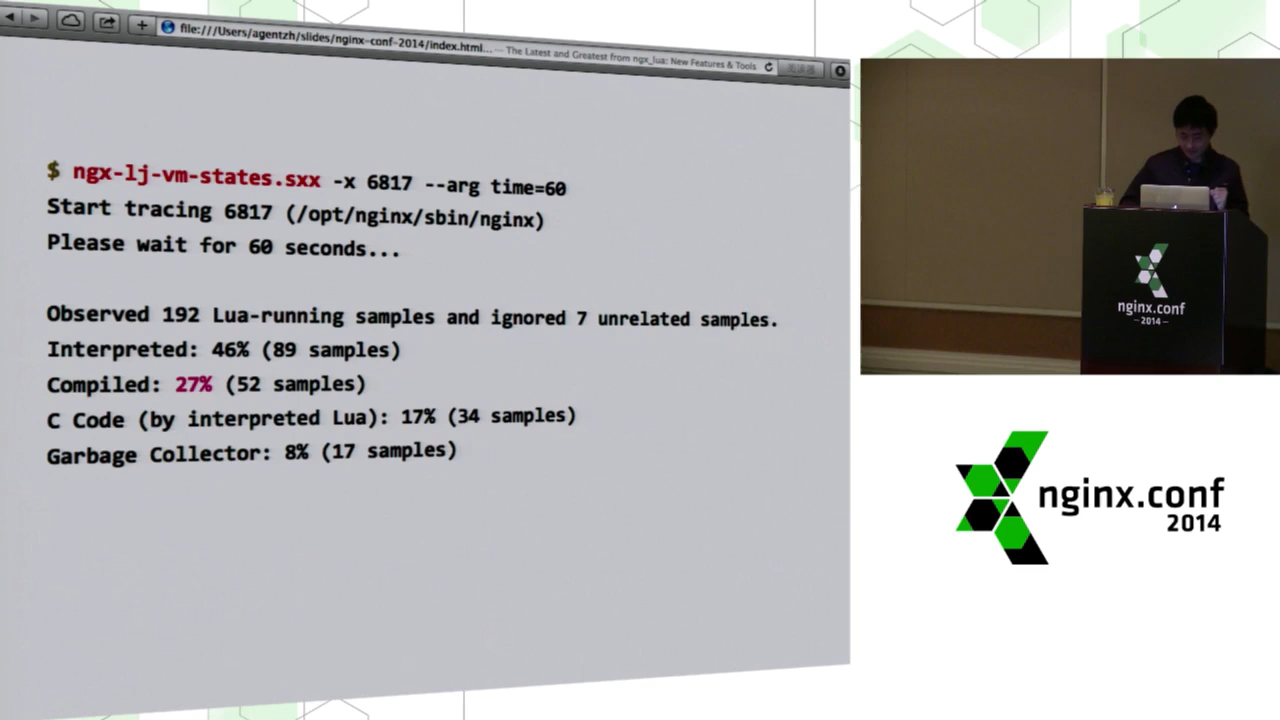 file:///Users/agentzh/slides/nginx-conf-2014/index.html... — The Latest and Greatest from ngx_lua: New Features & Tools
$ ngx-lj-vm-states.sxx -x 6817 --arg time=60
Start tracing 6817 (/opt/nginx/sbin/nginx)
Please wait for 60 seconds...
Observed 192 Lua-running samples and ignored 7 unrelated samples.
Interpreted: 46% (89 samples)
Compiled: 27% (52 samples)
C Code (by interpreted Lua): 17% (34 samples)
Garbage Collector: 8% (17 samples)
nginx.conf
—2014—
nginx.conf
2014